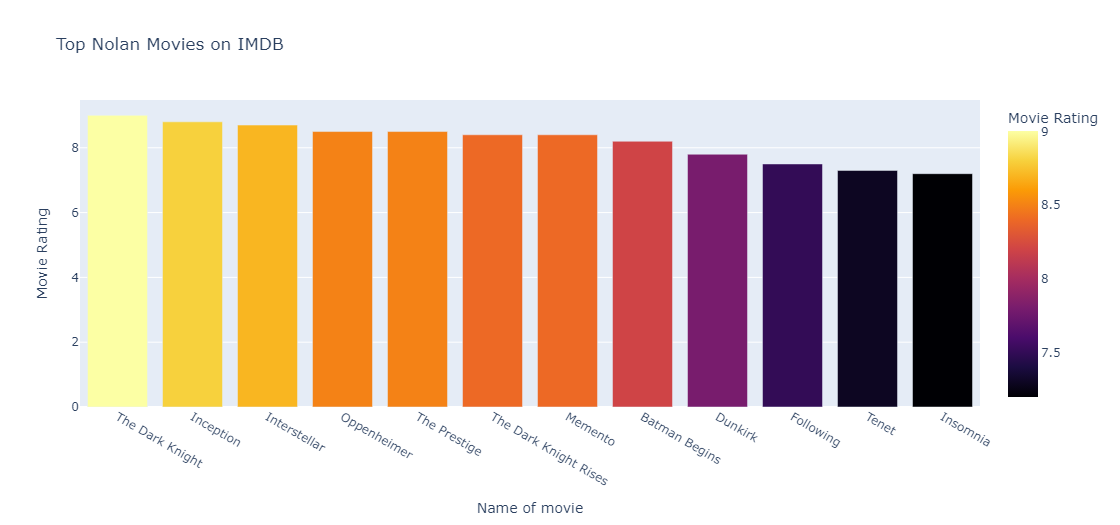 Top Nolan Movies on IMDB
Movie Rating
9
8.5
8
7.5
Movie Rating
8
6
4
2
0
The Dark Knight
Inception
Interstellar
Oppenheimer
The Prestige
The Dark Knight Rises
Memento
Batman Begins
Dunkirk
Following
Tenet
Insomnia
Name of movie